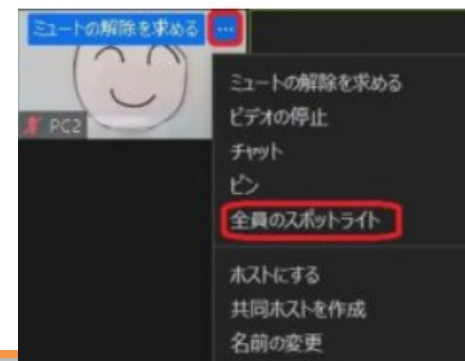 ミュートの解除を求める ...
PC2
ミュートの解除を求める
ビデオの停止
チャット
ピン
全員のスポットライト
ホストにする
共同ホストを作成
名前の変更